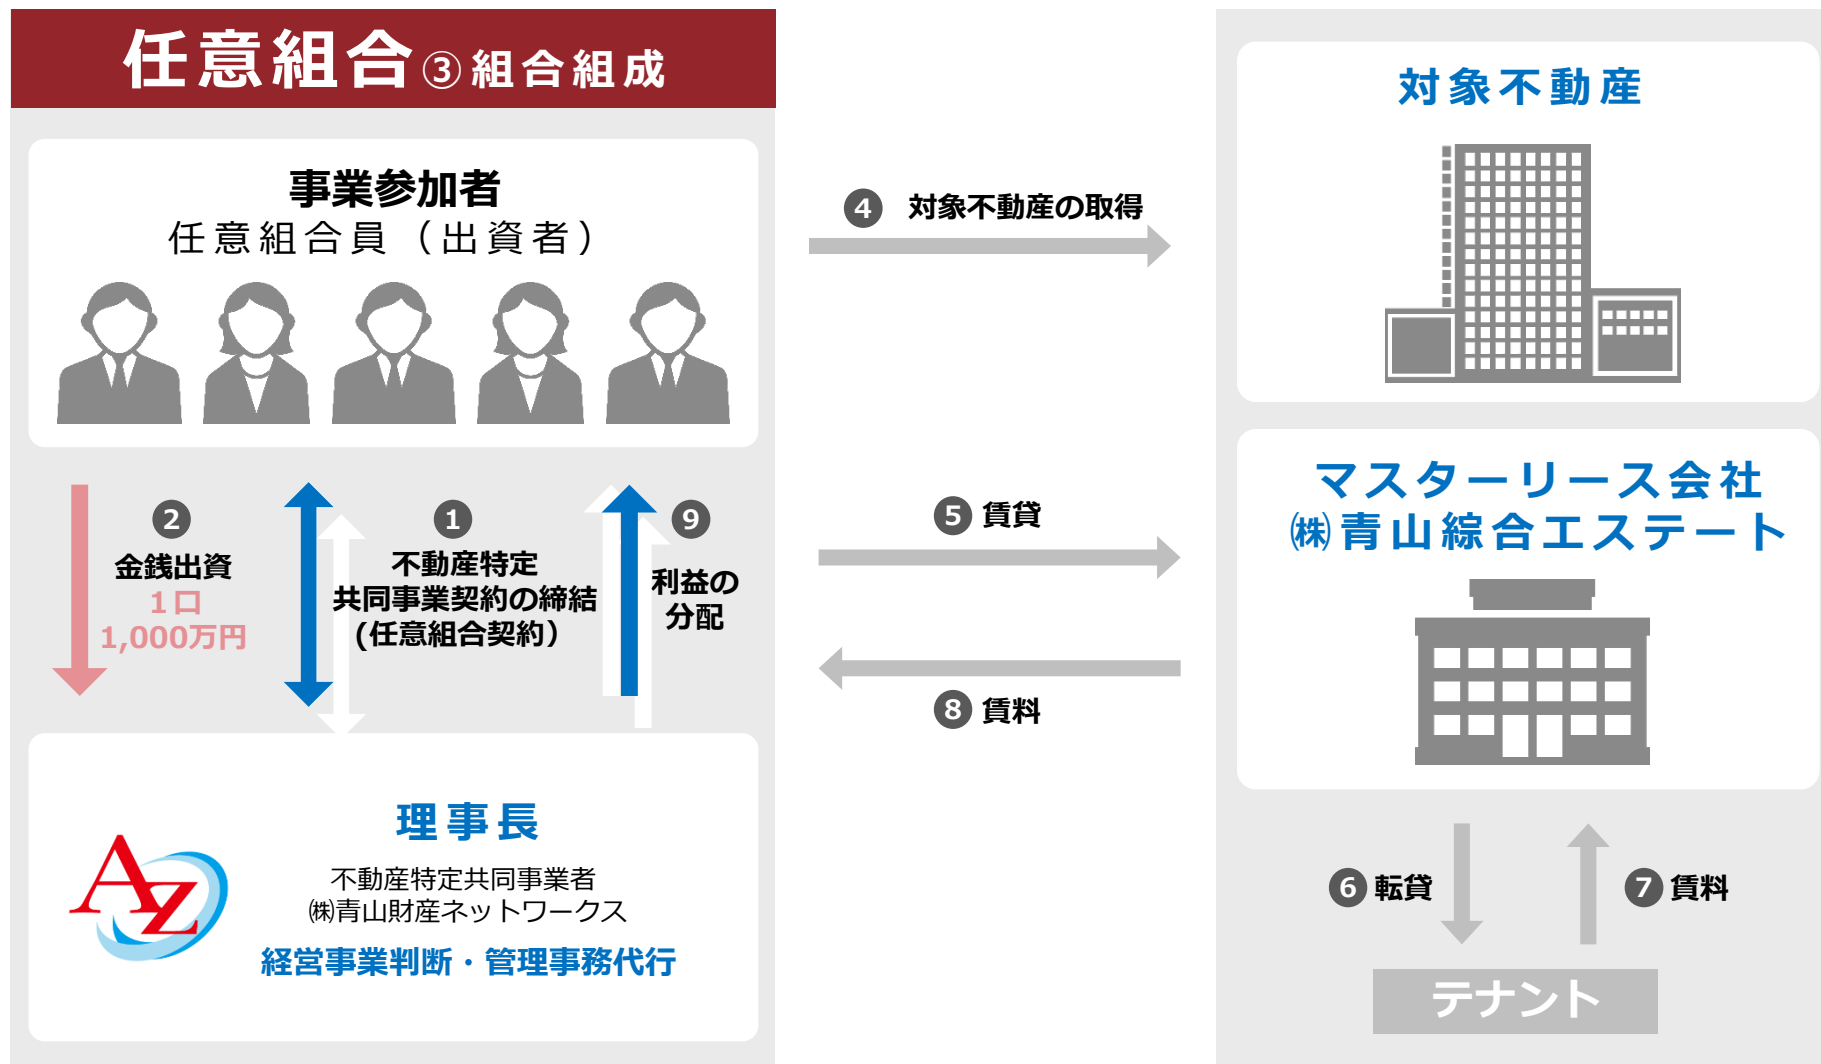 任意組合③組合組成
事業参加者
任意組合員（出資者）
❷
金銭出資
1口
1,000万円
❶
不動産特定
共同事業契約の締結
(任意組合契約）
❾
利益の
分配
AZ
理事長
不動産特定共同事業者
㈱青山財産ネットワークス
経営事業判断・管理事務代行
❹ 対象不動産の取得
❺ 賃貸
❽ 賃料
対象不動産
マスターリース会社
㈱青山綜合エステート
❻ 転貸
❼ 賃料
テナント